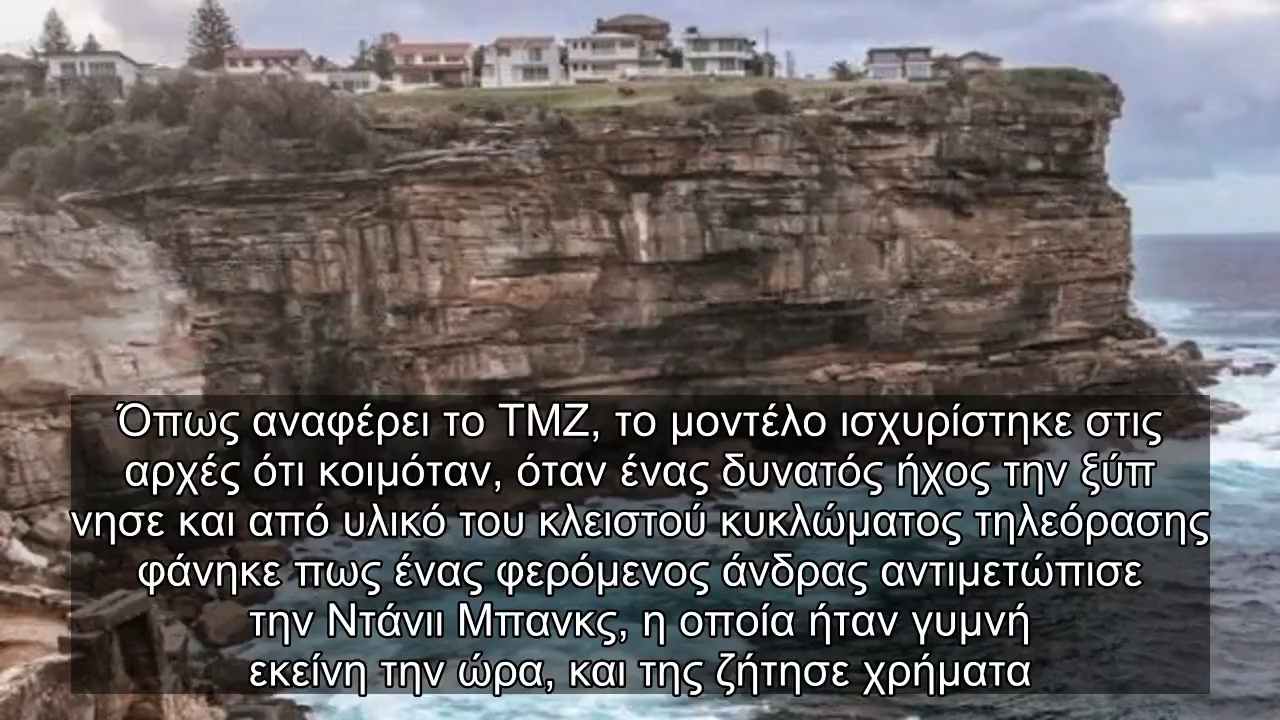 Όπως αναφέρει το TMZ, το μοντέλο ισχυρίστηκε στις
αρχές ότι κοιμόταν, όταν ένας δυνατός ήχος την ξύπ
νησε και από υλικό του κλειστού κυκλώματος τηλεόρασης
φάνηκε πως ένας φερόμενος άνδρας αντιμετώπισε
την Ντάνιι Μπανκς, η οποία ήταν γυμνή
εκείνη την ώρα, και της ζήτησε χρήματα